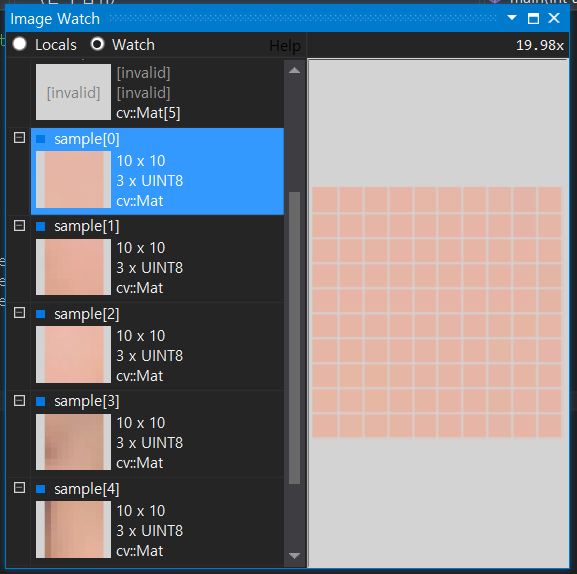 Image Watch
Locals
Watch
Help
19.98x
[invalid]
[invalid]
[invalid]
cv::Mat[5]
sample[0]
10 x 10
3 x UINT8
cv::Mat
sample[1]
10 x 10
3 x UINT8
cv::Mat
sample[2]
10 x 10
3 x UINT8
cv::Mat
sample[3]
10 x 10
3 x UINT8
cv::Mat
sample[4]
10 x 10
3 x UINT8
cv::Mat